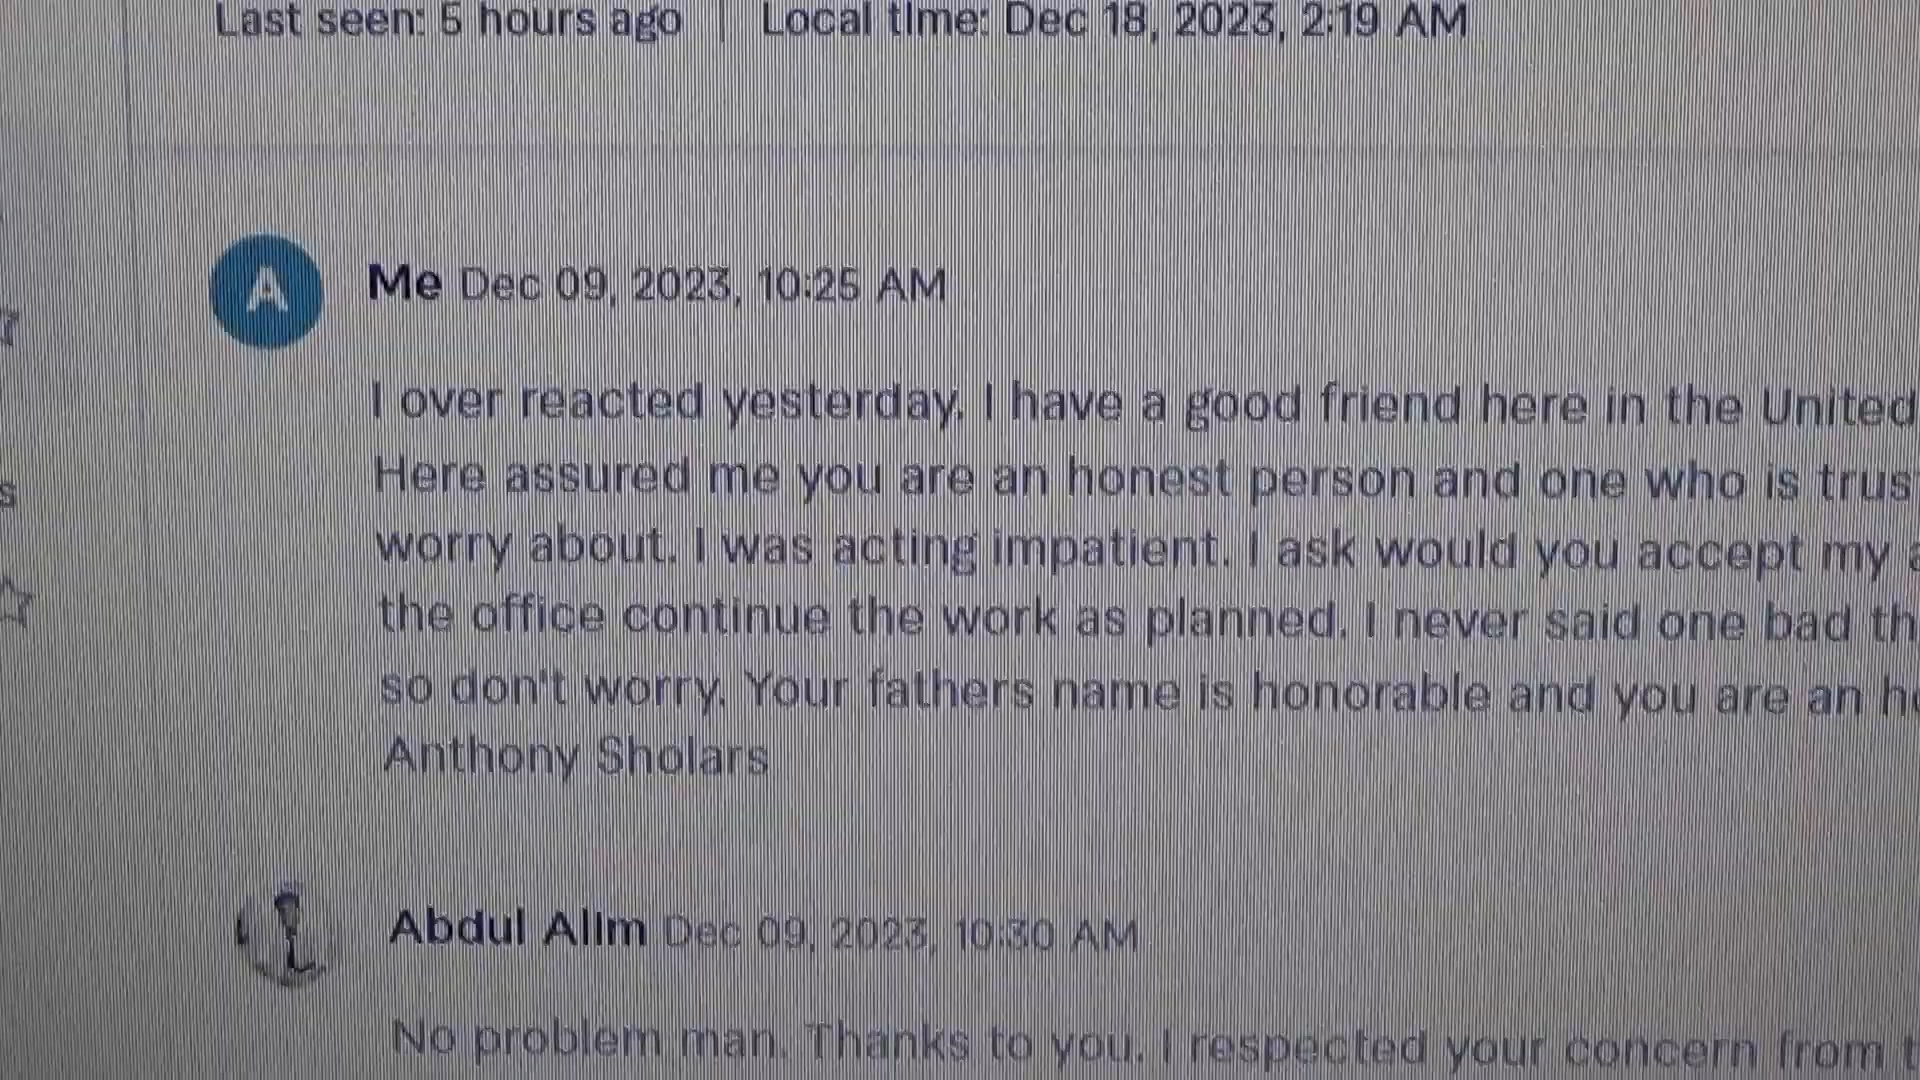 Last seen: 5 hours ago | Local time: Dec 18, 2023, 2:19 AM
A
Me Dec 09, 2023, 10:25 AM
I over reacted yesterday. I have a good friend here in the United
Here assured me you are an honest person and one who is
worry about. I was acting impatient. I ask would you accept my
the office continue the work as planned. I never said one bad
so don't worry. Your fathers name is honorable and you are an
Anthony Sholars
Abdul Alim Dec 09, 2023, 10:30 AM
No problem man. Thanks to you. I respected your concern from